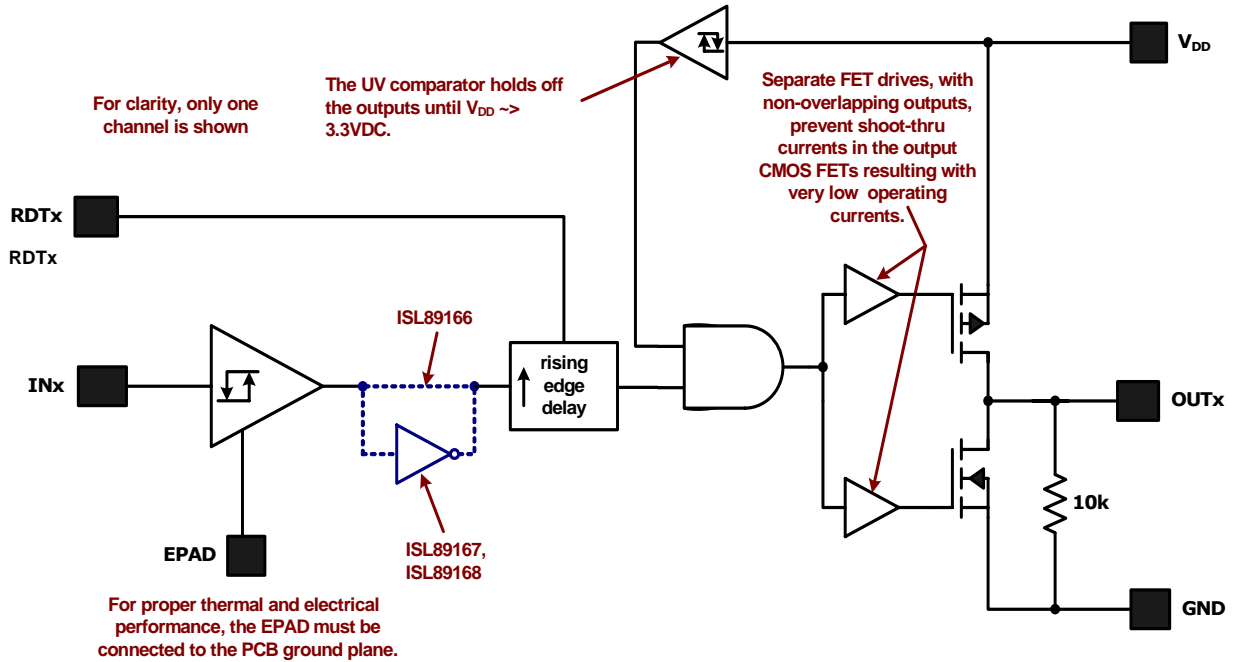 V_DD
The UV comparator holds off
the outputs until V_DD ~>
3.3VDC.
For clarity, only one
channel is shown
Separate FET drives, with
non-overlapping outputs,
prevent shoot-thru
currents in the output
CMOS FETs resulting with
very low operating
currents.
RDTx
RDTx
ISL89166
INx
rising
edge
delay
OUTx
10k
EPAD
ISL89167,
ISL89168
GND
For proper thermal and electrical
performance, the EPAD must be
connected to the PCB ground plane.